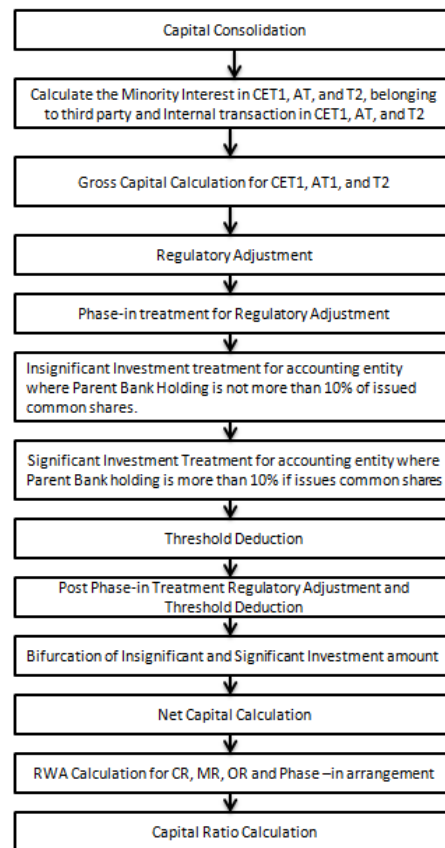 Capital Consolidation
Calculate the Minority Interest in CET1, AT, and T2, belonging
to third party and Internal transaction in CET1, AT, and T2
Gross Capital Calculation for CET1, AT1, and T2
Regulatory Adjustment
Phase-in treatment for Regulatory Adjustment
Insignificant Investment treatment for accounting entity
where Parent Bank Holding is not more than 10% of issued
common shares.
Significant Investment Treatment for accounting entity where
Parent Bank holding is more than 10% if issues common shares
Threshold Deduction
Post Phase-in Treatment Regulatory Adjustment and
Threshold Deduction
Bifurcation of Insignificant and Significant Investment amount
Net Capital Calculation
RWA Calculation for CR, MR, OR and Phase –in arrangement
Capital Ratio Calculation